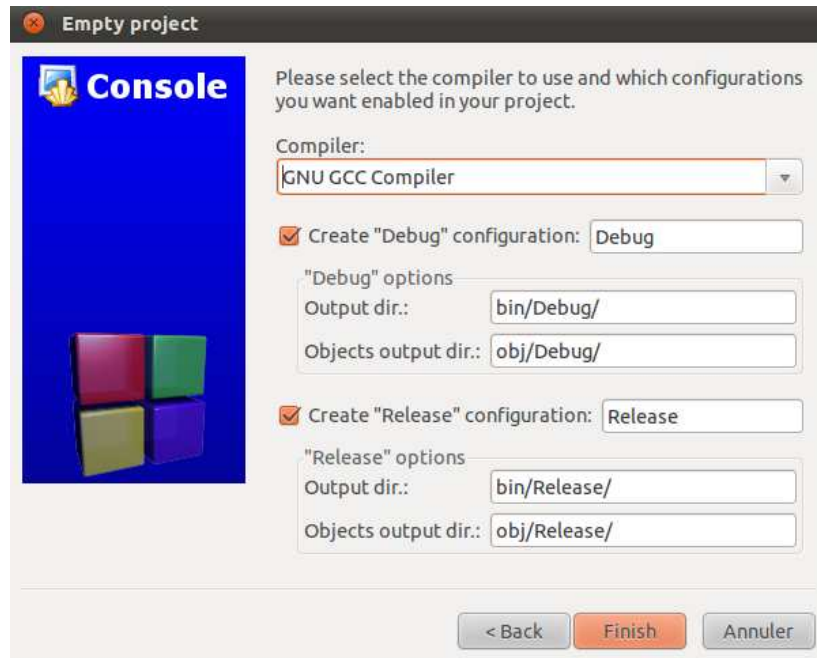 Empty project
Console
Please select the compiler to use and which configurations
you want enabled in your project.
Compiler:
GNU GCC Compiler
Create "Debug" configuration: Debug
"Debug" options
Output dir.: bin/Debug/
Objects output dir.: obj/Debug/
Create "Release" configuration: Release
"Release" options
Output dir.: bin/Release/
Objects output dir.: obj/Release/
< Back Finish Annuler